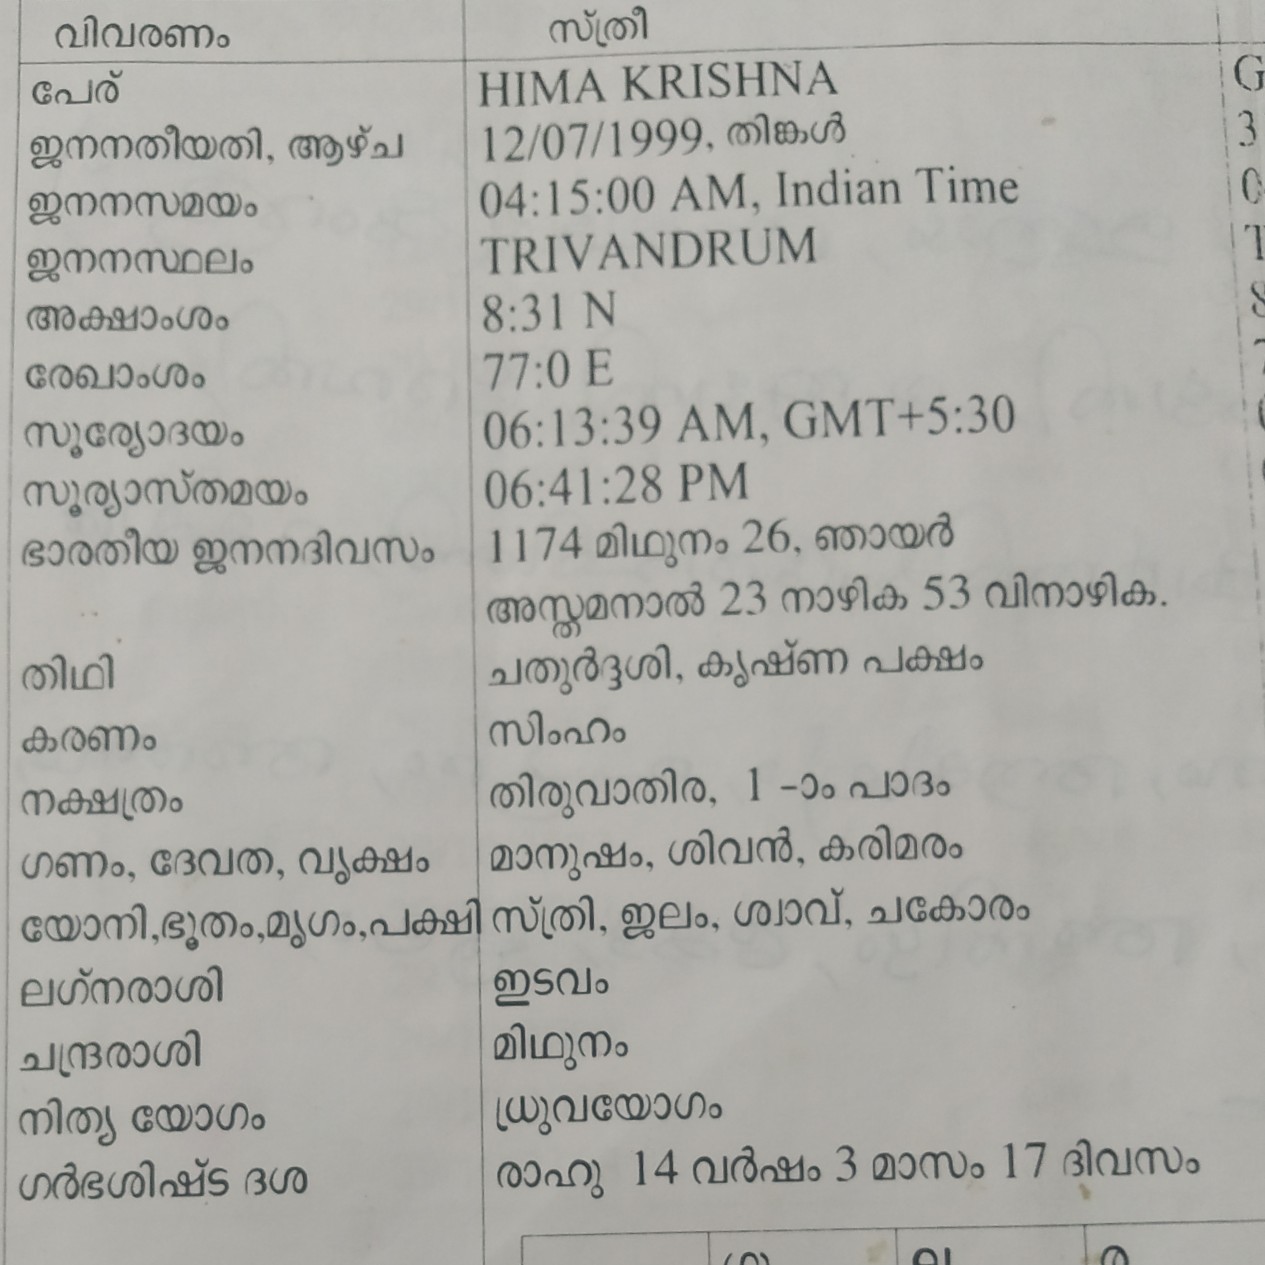 വിവരണം സ്ത്രീ
പേര് HIMA KRISHNA G
ജനനതീയതി, ആഴ്ച 12/07/1999, തിങ്കൾ 3
ജനനസമയം 04:15:00 AM, Indian Time 0
ജനനസ്ഥലം TRIVANDRUM T
അക്ഷാംശം 8:31 N
രേഖാംശം 77:0 E
സൂര്യോദയം 06:13:39 AM, GMT+5:30
സൂര്യാസ്തമയം 06:41:28 PM
ഭാരതീയ ജനനദിവസം 1174 മിഥുനം 26, ഞായർ
അസ്തമനാൽ 23 നാഴിക 53 വിനാഴിക.
തിഥി ചതുർദ്ദശി, കൃഷ്ണ പക്ഷം
കരണം സിംഹം
നക്ഷത്രം തിരുവാതിര, 1 -ാം പാദം
ഗണം, ദേവത, വൃക്ഷം മാനുഷം, ശിവൻ, കരിമരം
യോനി,ഭൂതം,മൃഗം,പക്ഷി സ്ത്രി, ജലം, ശ്വാവ്, ചകോരം
ലഗ്നരാശി ഇടവം
ചന്ദ്രരാശി മിഥുനം
നിത്യ യോഗം ധ്രുവയോഗം
ഗർഭശിഷ്ട ദശ രാഹു 14 വർഷം 3 മാസം 17 ദിവസം